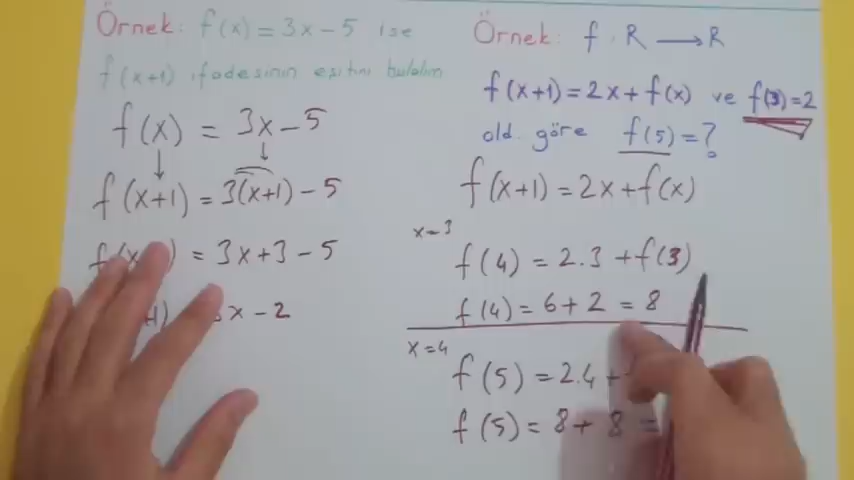 Örnek: f(x) = 3x - 5 ise
f(x+1) ifadesinin eşitini bulalım
f(x) = 3x - 5
f(x+1) = 3(x+1) - 5
= 3x + 3 - 5
x - 2
Örnek: f : R → R
f(x+1) = 2x + f(x) ve f(3) = 2
old. göre f(5) = ?
f(x+1) = 2x + f(x)
x=3
f(4) = 2.3 + f(3)
f(4) = 6 + 2 = 8
x=4
f(5) = 2.4 +
f(5) = 8 + 8 =